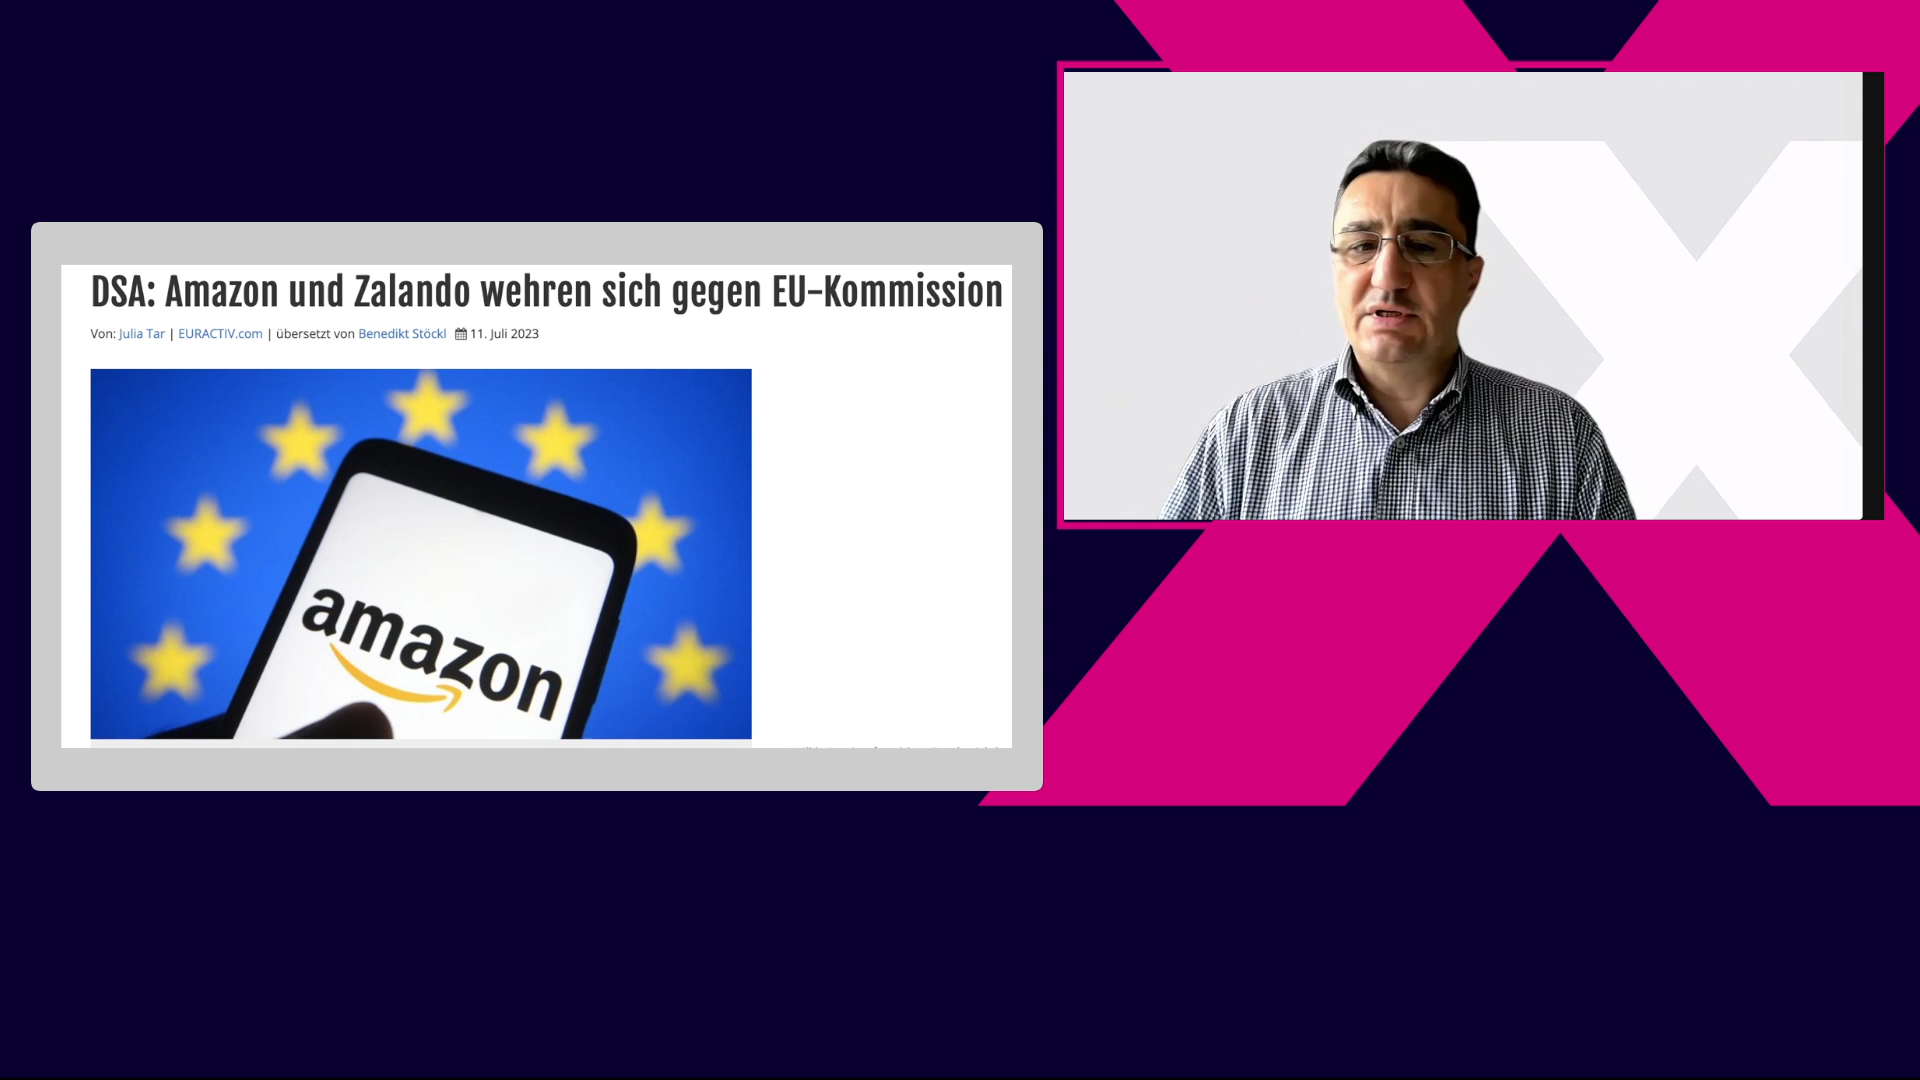 DSA: Amazon und Zalando wehren sich gegen EU-Kommission
Von: Julia Tar | EURACTIV.com | übersetzt von Benedikt Stöckl 11. Juli 2023
amazon